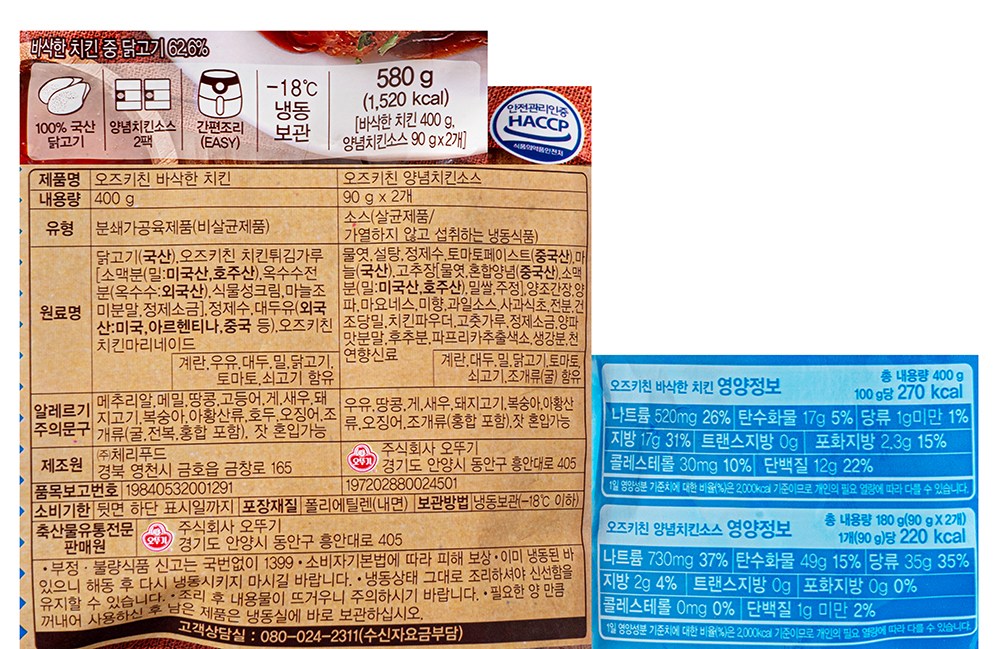 바삭한 치킨 중 닭고기 62.6%
100% 국산
닭고기
양념치킨소스
2팩
간편조리
(EASY)
-18℃
냉동
보관
580 g
(1,520 kcal)
[바삭한 치킨 400 g,
양념치킨소스 90 g x 2개]
안전관리인증
HACCP
식품의약품안전처
제품명 오즈키친 바삭한 치킨 오즈키친 양념치킨소스
내용량 400 g 90 g x 2개
유형 분쇄가공육제품(비살균제품) 소스(살균제품/
가열하지 않고 섭취하는 냉동식품)
원료명
닭고기(국산),오즈키친 치킨튀김가루
[소맥분(밀:미국산,호주산),옥수수전
분(옥수수:외국산),식물성크림,마늘조
미분말,정제소금],정제수,대두유(외국
산:미국,아르헨티나,중국 등),오즈키친
치킨마리네이드
계란,우유,대두,밀,닭고기,
토마토,쇠고기 함유
물엿,설탕,정제수,토마토페이스트(중국산),마
늘(국산),고추장[물엿,혼합양념(중국산),소맥
분(밀:미국산,호주산),밀쌀,주정],양조간장,양
파,마요네스,미향,과일소스,사과식초,전분,건
조당밀,치킨파우더,고춧가루,정제소금,양파
맛분말,후추분,파프리카추출색소,생강분,천
연향신료
계란,대두,밀,닭고기,토마토,
쇠고기,조개류(굴) 함유
알레르기
주의문구
메추리알,메밀,땅콩,고등어,게,새우,돼
지고기,복숭아,아황산류,호두,오징어,조
개류(굴,전복,홍합 포함), 잣 혼입가능
우유,땅콩,게,새우,돼지고기,복숭아,아황산
류,오징어,조개류(홍합 포함),잣 혼입가능
제조원
㈜체리푸드
경북 영천시 금호읍 금창로 165
오뚜기
주식회사 오뚜기
경기도 안양시 동안구 흥안대로 405
품목보고번호 19840532001291 197202880024501
소비기한 뒷면 하단 표시일까지 포장재질 폴리에틸렌(내면) 보관방법 냉동보관(-18℃ 이하)
축산물유통전문
판매원
오뚜기
주식회사 오뚜기
경기도 안양시 동안구 흥안대로 405
•부정·불량식품 신고는 국번없이 1399 •소비자기본법에 따라 피해 보상 •이미 냉동된 바
있으니 해동 후 다시 냉동시키지 마시길 바랍니다. •냉동상태 그대로 조리하셔야 신선함을
유지할 수 있습니다. •조리 후 내용물이 뜨거우니 주의하시기 바랍니다. •필요한 양 만큼
꺼내어 사용하신 후 남은 제품은 냉동실에 바로 보관하십시오.
고객상담실 : 080-024-2311(수신자요금부담)
오즈키친 바삭한 치킨 영양정보 총 내용량 400 g
100 g당 270 kcal
나트륨 520mg 26% 탄수화물 17g 5% 당류 1g미만 1%
지방 17g 31% 트랜스지방 0g 포화지방 2.3g 15%
콜레스테롤 30mg 10% 단백질 12g 22%
1일 영양성분 기준치에 대한 비율(%)은 2,000kcal 기준이므로 개인의 필요 열량에 따라 다를 수 있습니다.
오즈키친 양념치킨소스 영양정보 총 내용량 180 g(90 g X 2개)
1개(90 g)당 220 kcal
나트륨 730mg 37% 탄수화물 49g 15% 당류 35g 35%
지방 2g 4% 트랜스지방 0g 포화지방 0g 0%
콜레스테롤 0mg 0% 단백질 1g 미만 2%
1일 영양성분 기준치에 대한 비율(%)은 2,000kcal 기준이므로 개인의 필요 열량에 따라 다를 수 있습니다.